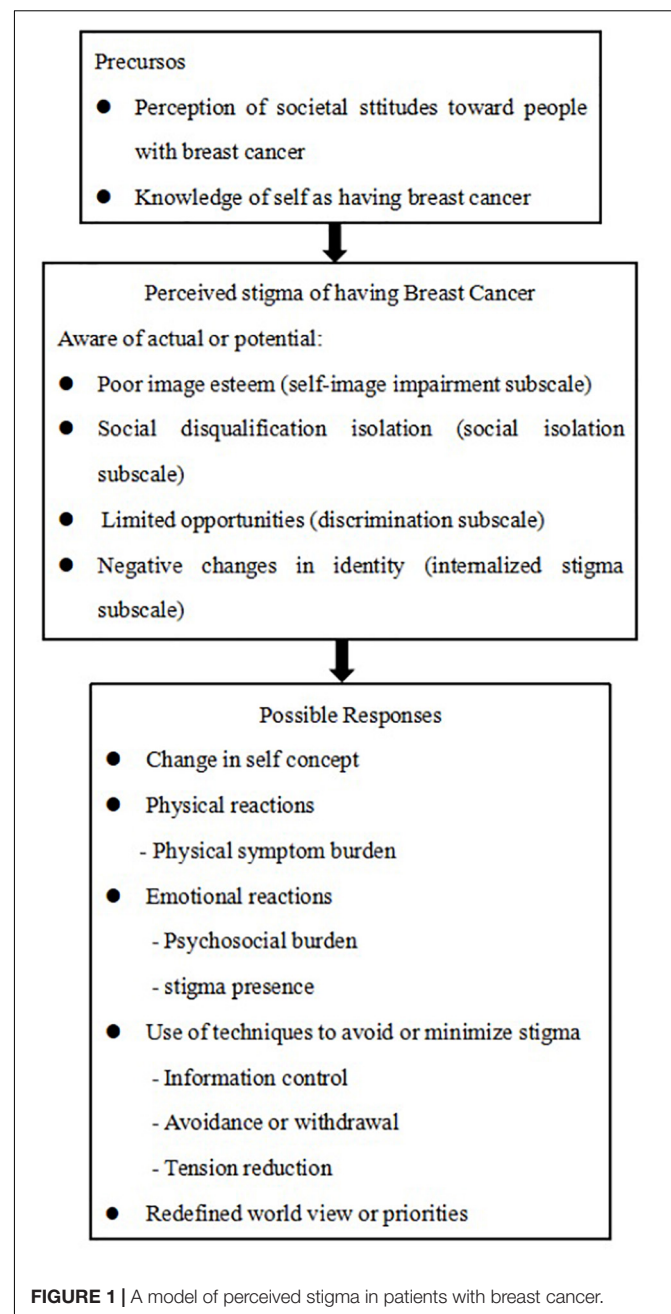 Precursos
● Perception of societal sttitudes toward people
with breast cancer
● Knowledge of self as having breast cancer
Perceived stigma of having Breast Cancer
Aware of actual or potential:
● Poor image esteem (self-image impairment subscale)
● Social disqualification isolation (social isolation
subscale)
● Limited opportunities (discrimination subscale)
● Negative changes in identity (internalized stigma
subscale)
Possible Responses
● Change in self concept
● Physical reactions
- Physical symptom burden
● Emotional reactions
- Psychosocial burden
- stigma presence
● Use of techniques to avoid or minimize stigma
- Information control
- Avoidance or withdrawal
- Tension reduction
● Redefined world view or priorities
FIGURE 1 | A model of perceived stigma in patients with breast cancer.